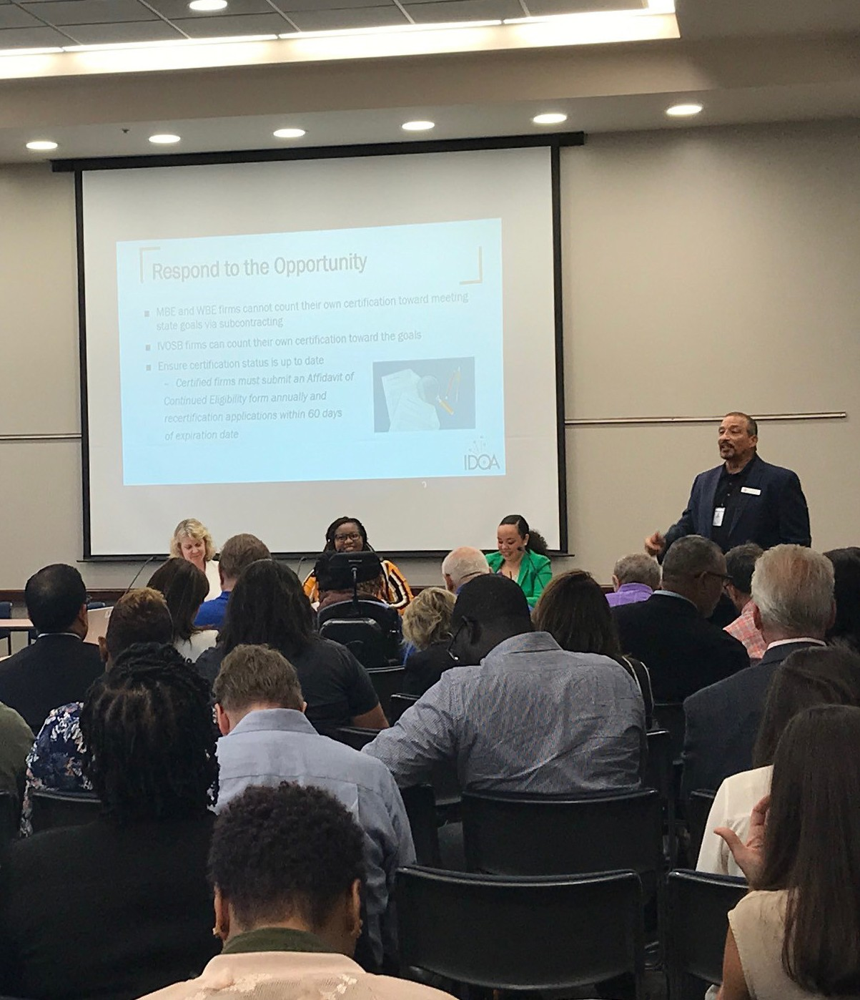 Respond to the Opportunity
■ MBE and WBE firms cannot count their own certification toward meeting
state goals via subcontracting
■ IVOSB firms can count their own certification toward the goals
■ Ensure certification status is up to date
– Certified firms must submit an Affidavit of
Continued Eligibility form annually and
recertification applications within 60 days
of expiration date
IDOA